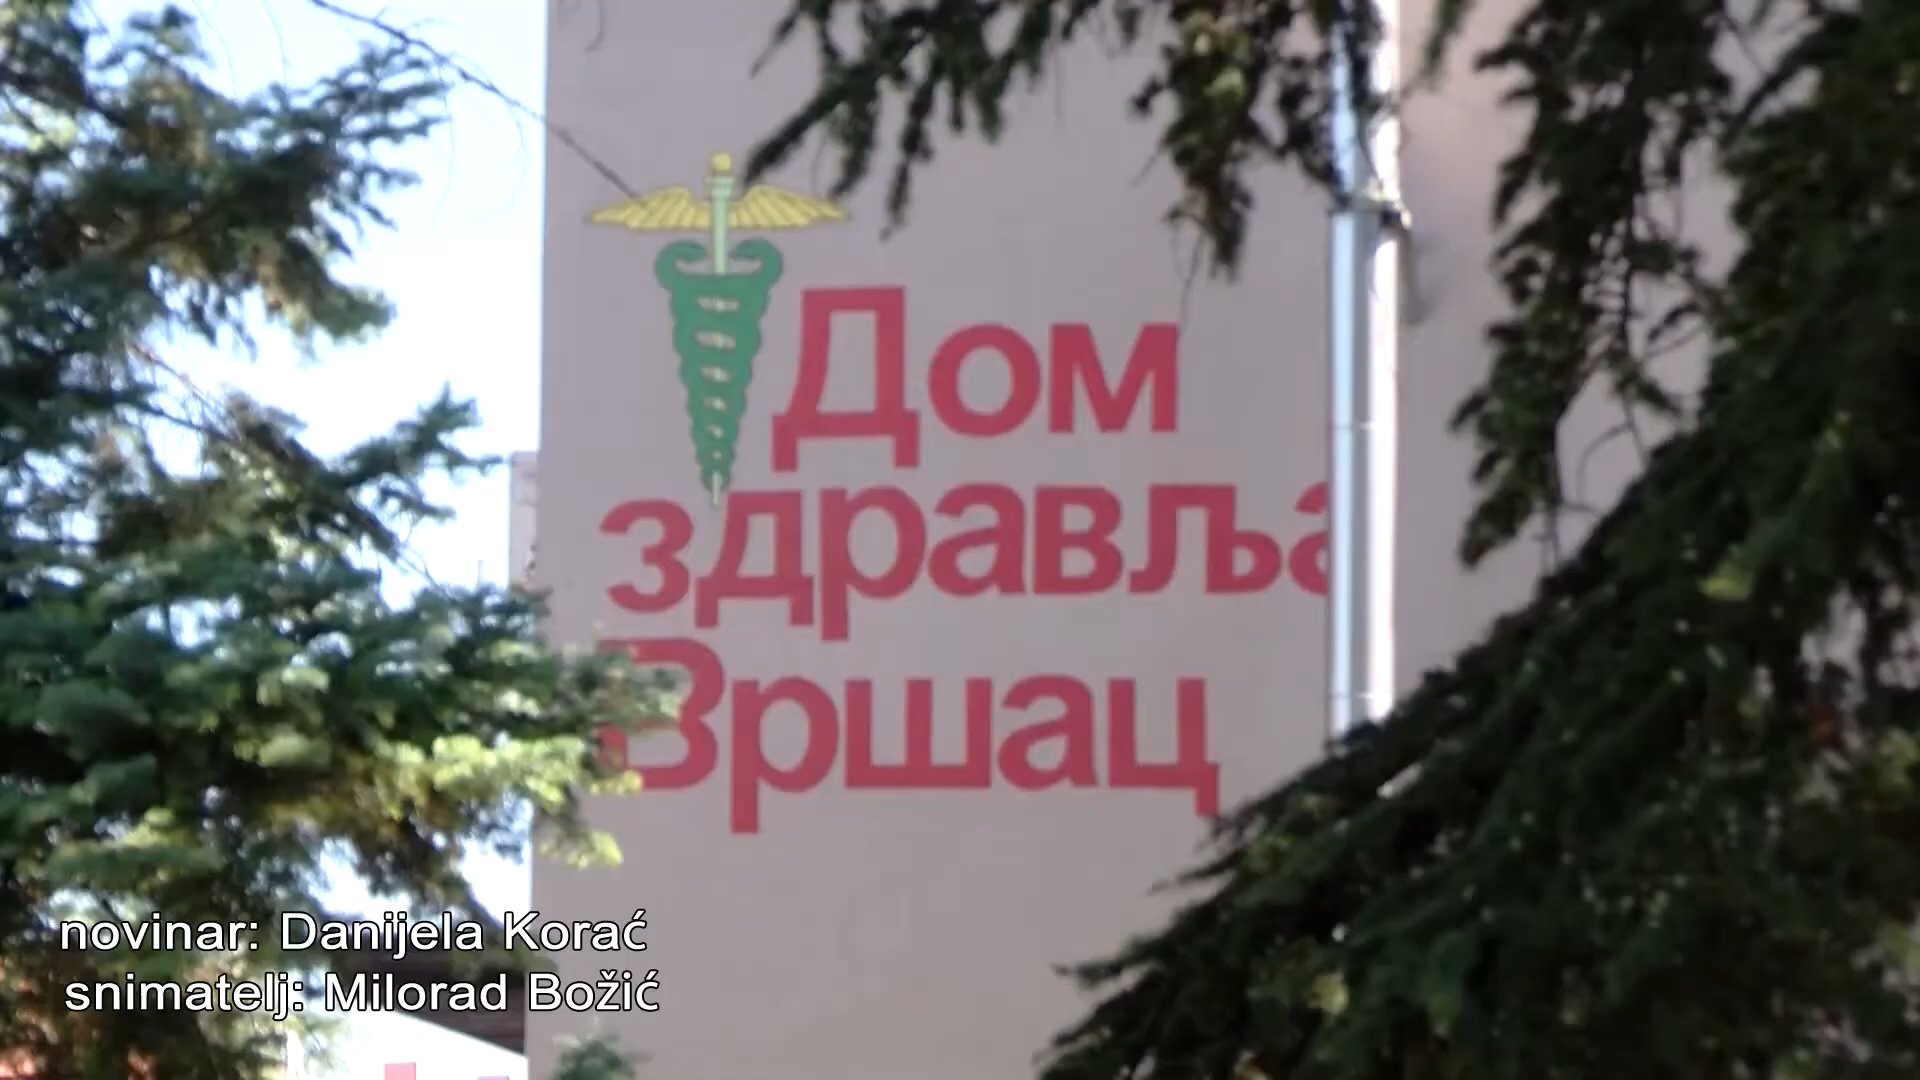 Дом
здравља
Вршац
novinar: Danijela Korać
snimatelj: Milorad Božić